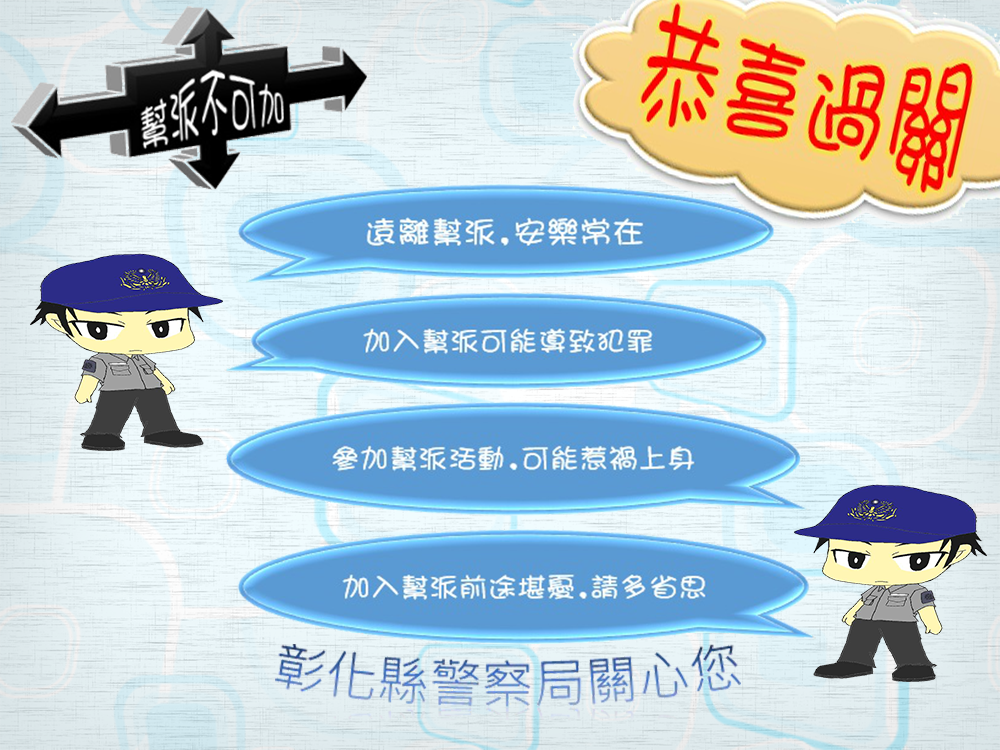 幫派不可加
恭喜過關
遠離幫派,安樂常在
加入幫派可能導致犯罪
參加幫派活動,可能惹禍上身
加入幫派前途堪憂,請多省思
彰化縣警察局關心您